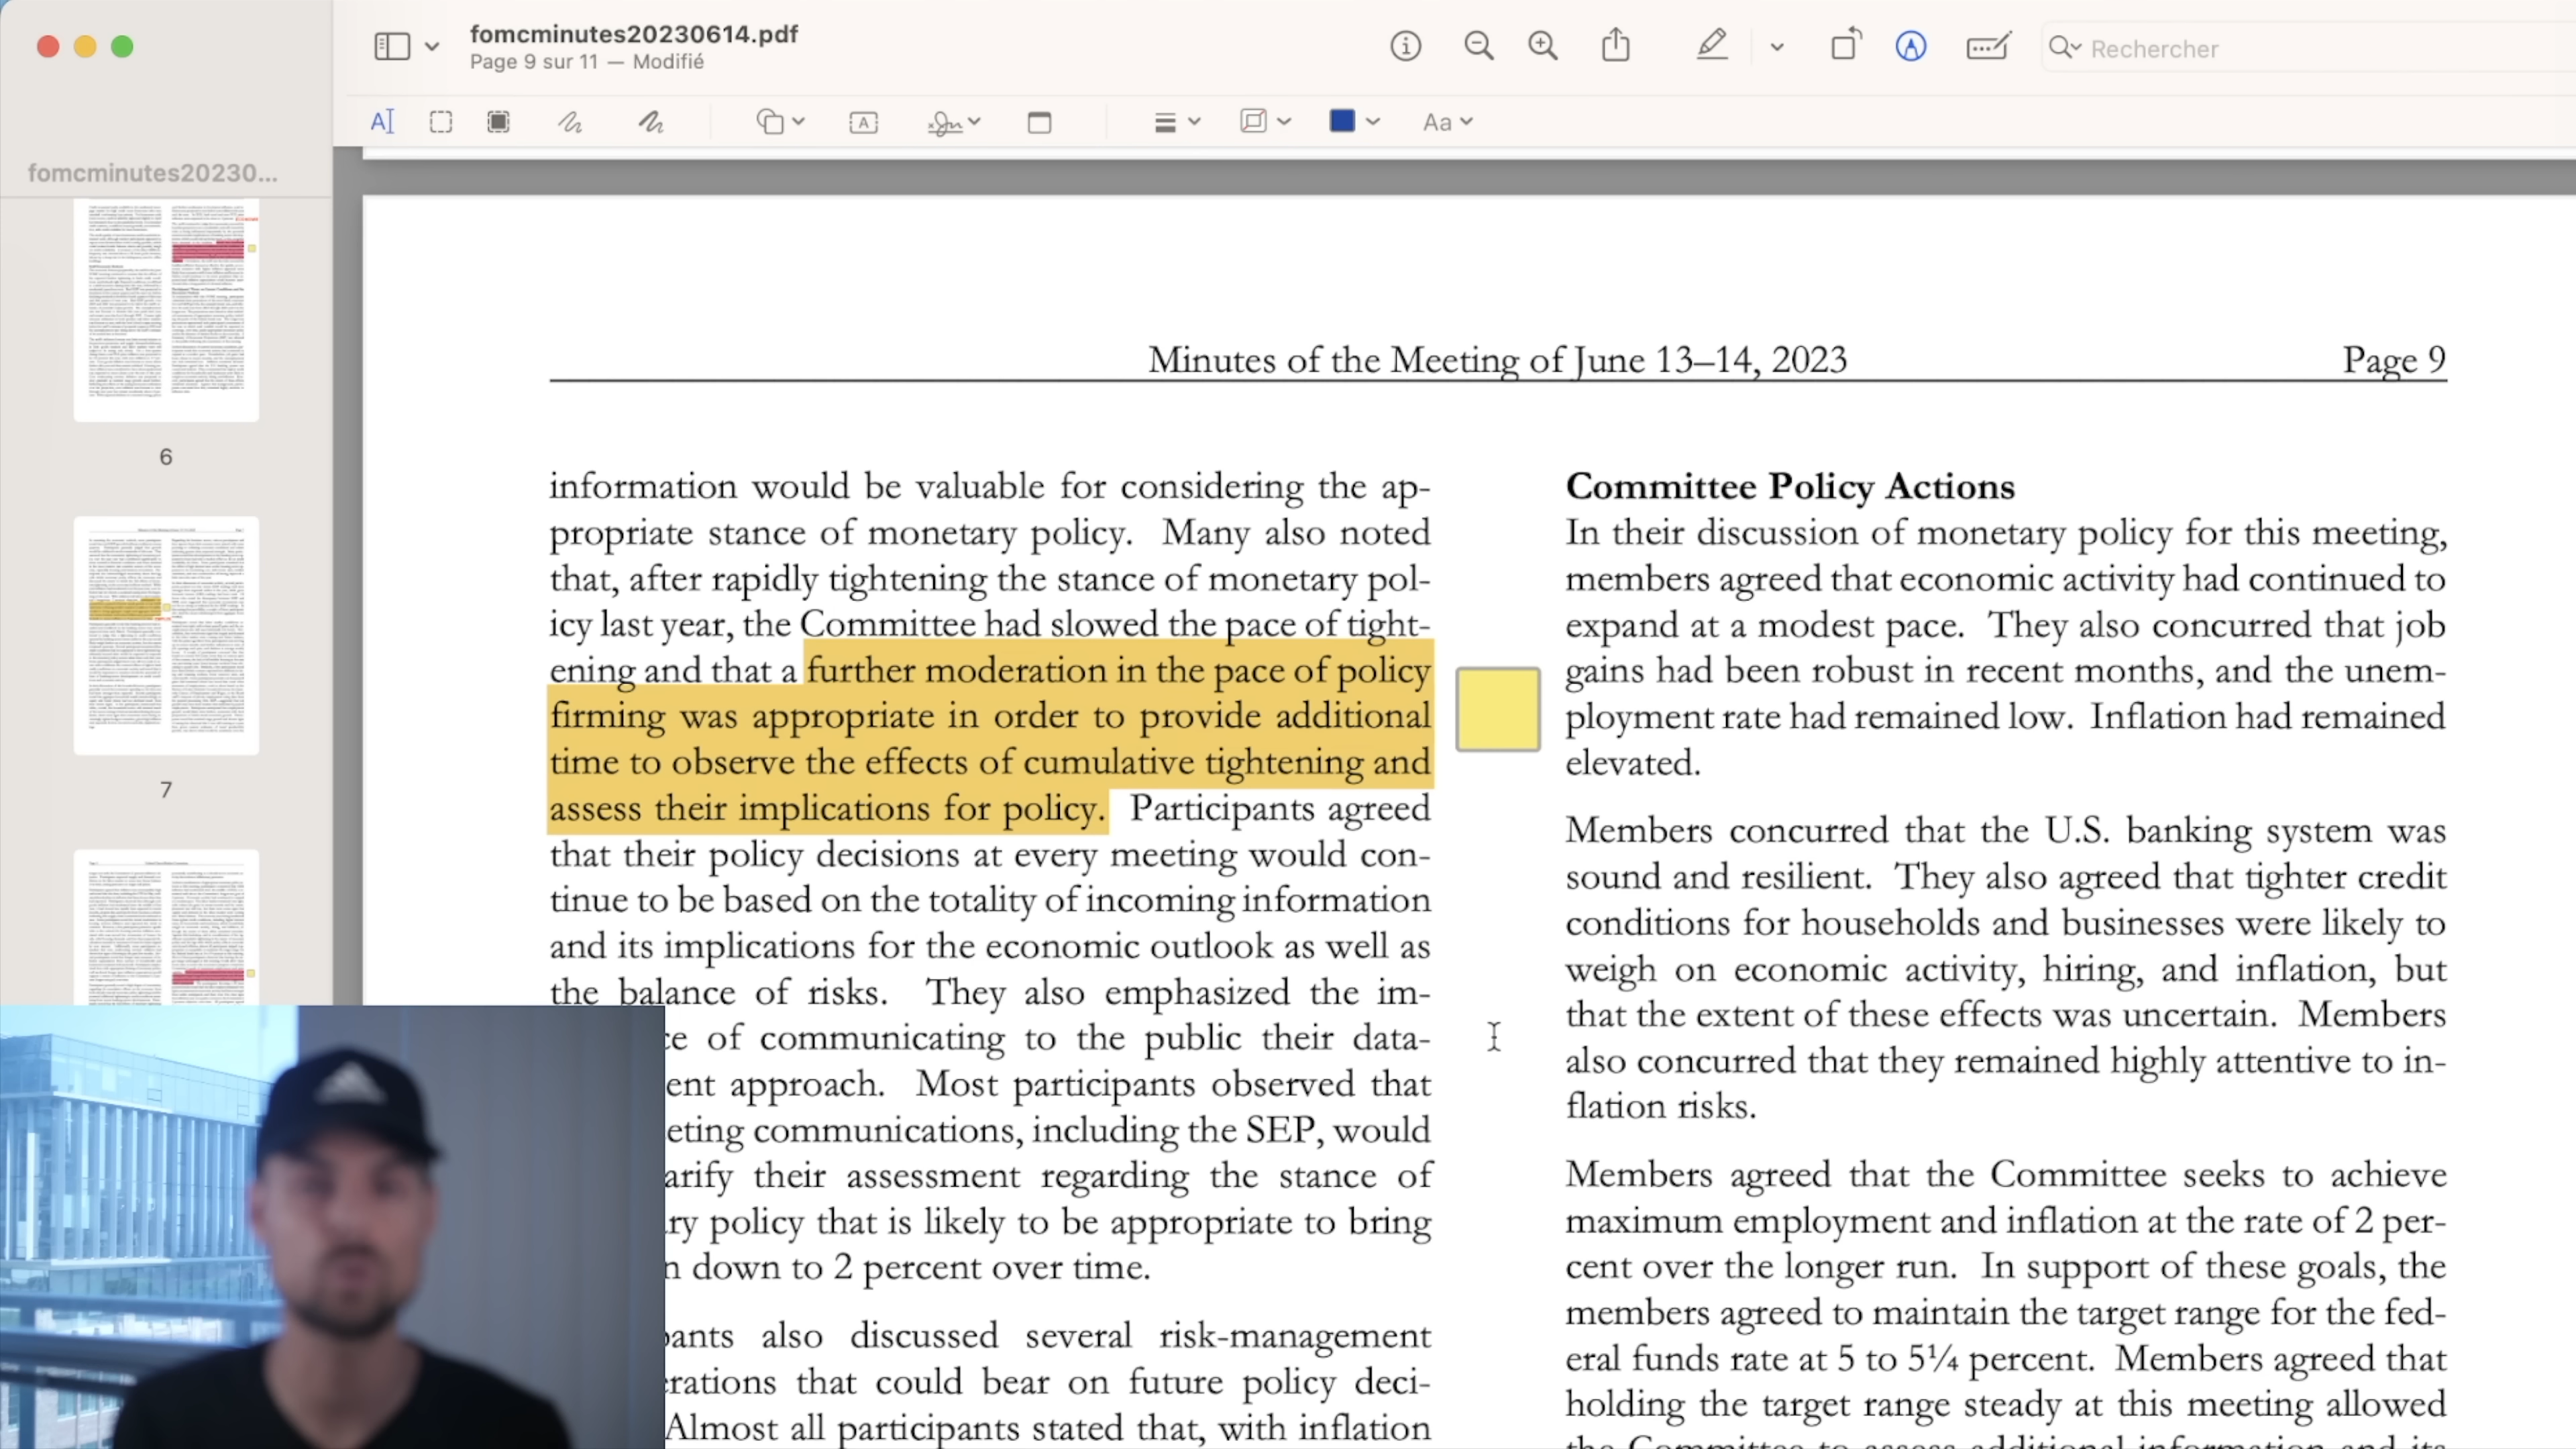 fomcminutes20230614.pdf
Page 9 sur 11 — Modifié
Rechercher
Aa
fomcminutes20230...
6
7
Minutes of the Meeting of June 13–14, 2023 Page 9
information would be valuable for considering the ap-
propriate stance of monetary policy. Many also noted
that, after rapidly tightening the stance of monetary pol-
icy last year, the Committee had slowed the pace of tight-
ening and that a further moderation in the pace of policy
firming was appropriate in order to provide additional
time to observe the effects of cumulative tightening and
assess their implications for policy. Participants agreed
that their policy decisions at every meeting would con-
tinue to be based on the totality of incoming information
and its implications for the economic outlook as well as
the balance of risks. They also emphasized the im-
ce of communicating to the public their data-
ent approach. Most participants observed that
eting communications, including the SEP, would
arify their assessment regarding the stance of
ry policy that is likely to be appropriate to bring
n down to 2 percent over time.
pants also discussed several risk-management
erations that could bear on future policy deci-
Almost all participants stated that, with inflation
Committee Policy Actions
In their discussion of monetary policy for this meeting,
members agreed that economic activity had continued to
expand at a modest pace. They also concurred that job
gains had been robust in recent months, and the unem-
ployment rate had remained low. Inflation had remained
elevated.
Members concurred that the U.S. banking system was
sound and resilient. They also agreed that tighter credit
conditions for households and businesses were likely to
weigh on economic activity, hiring, and inflation, but
that the extent of these effects was uncertain. Members
also concurred that they remained highly attentive to in-
flation risks.
Members agreed that the Committee seeks to achieve
maximum employment and inflation at the rate of 2 per-
cent over the longer run. In support of these goals, the
members agreed to maintain the target range for the fed-
eral funds rate at 5 to 5¼ percent. Members agreed that
holding the target range steady at this meeting allowed
the Committee to assess additional information and its